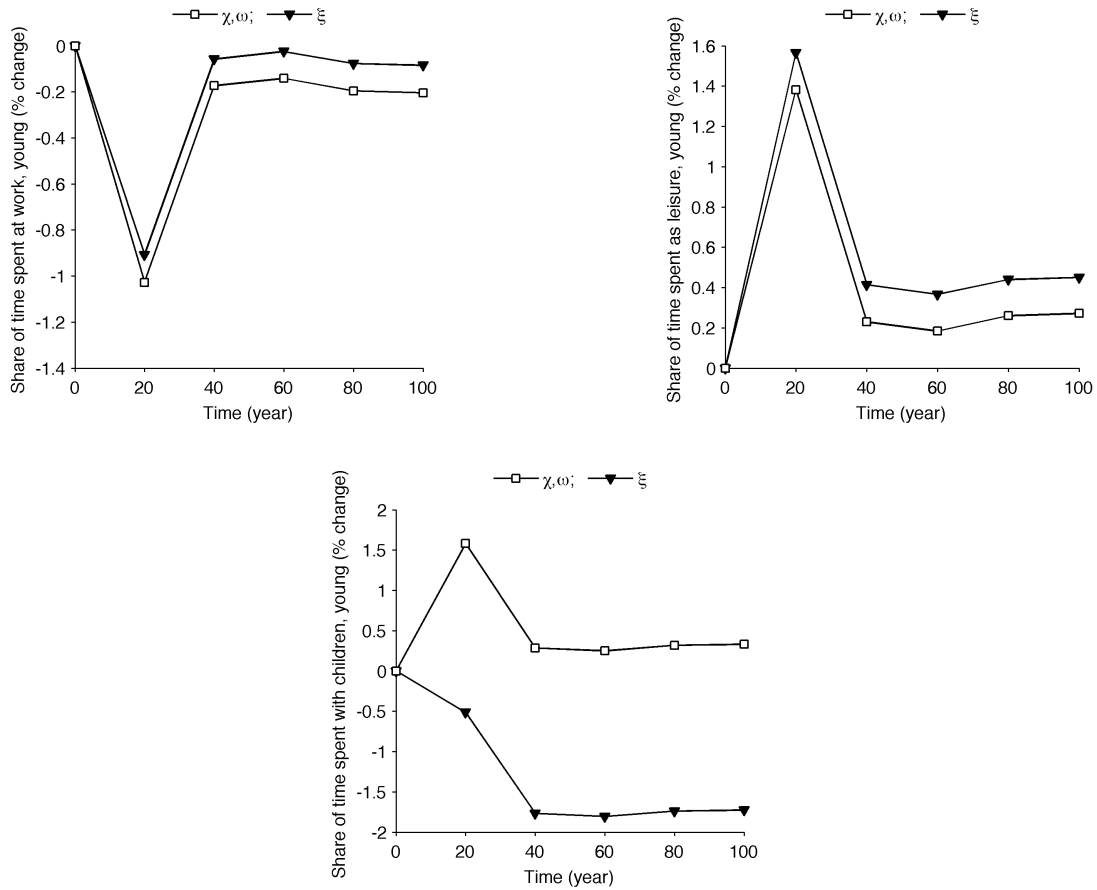 χ,ω; ξ
Share of time spent at work, young (% change)
0
-0.2
-0.4
-0.6
-0.8
-1
-1.2
-1.4
0 20 40 60 80 100
Time (year)
χ,ω; ξ
Share of time spent as leisure, young (% change)
1.6
1.4
1.2
1
0.8
0.6
0.4
0.2
0
0 20 40 60 80 100
Time (year)
χ,ω; ξ
Share of time spent with children, young (% change)
2
1.5
1
0.5
0
-0.5
-1
-1.5
-2
0 20 40 60 80 100
Time (year)